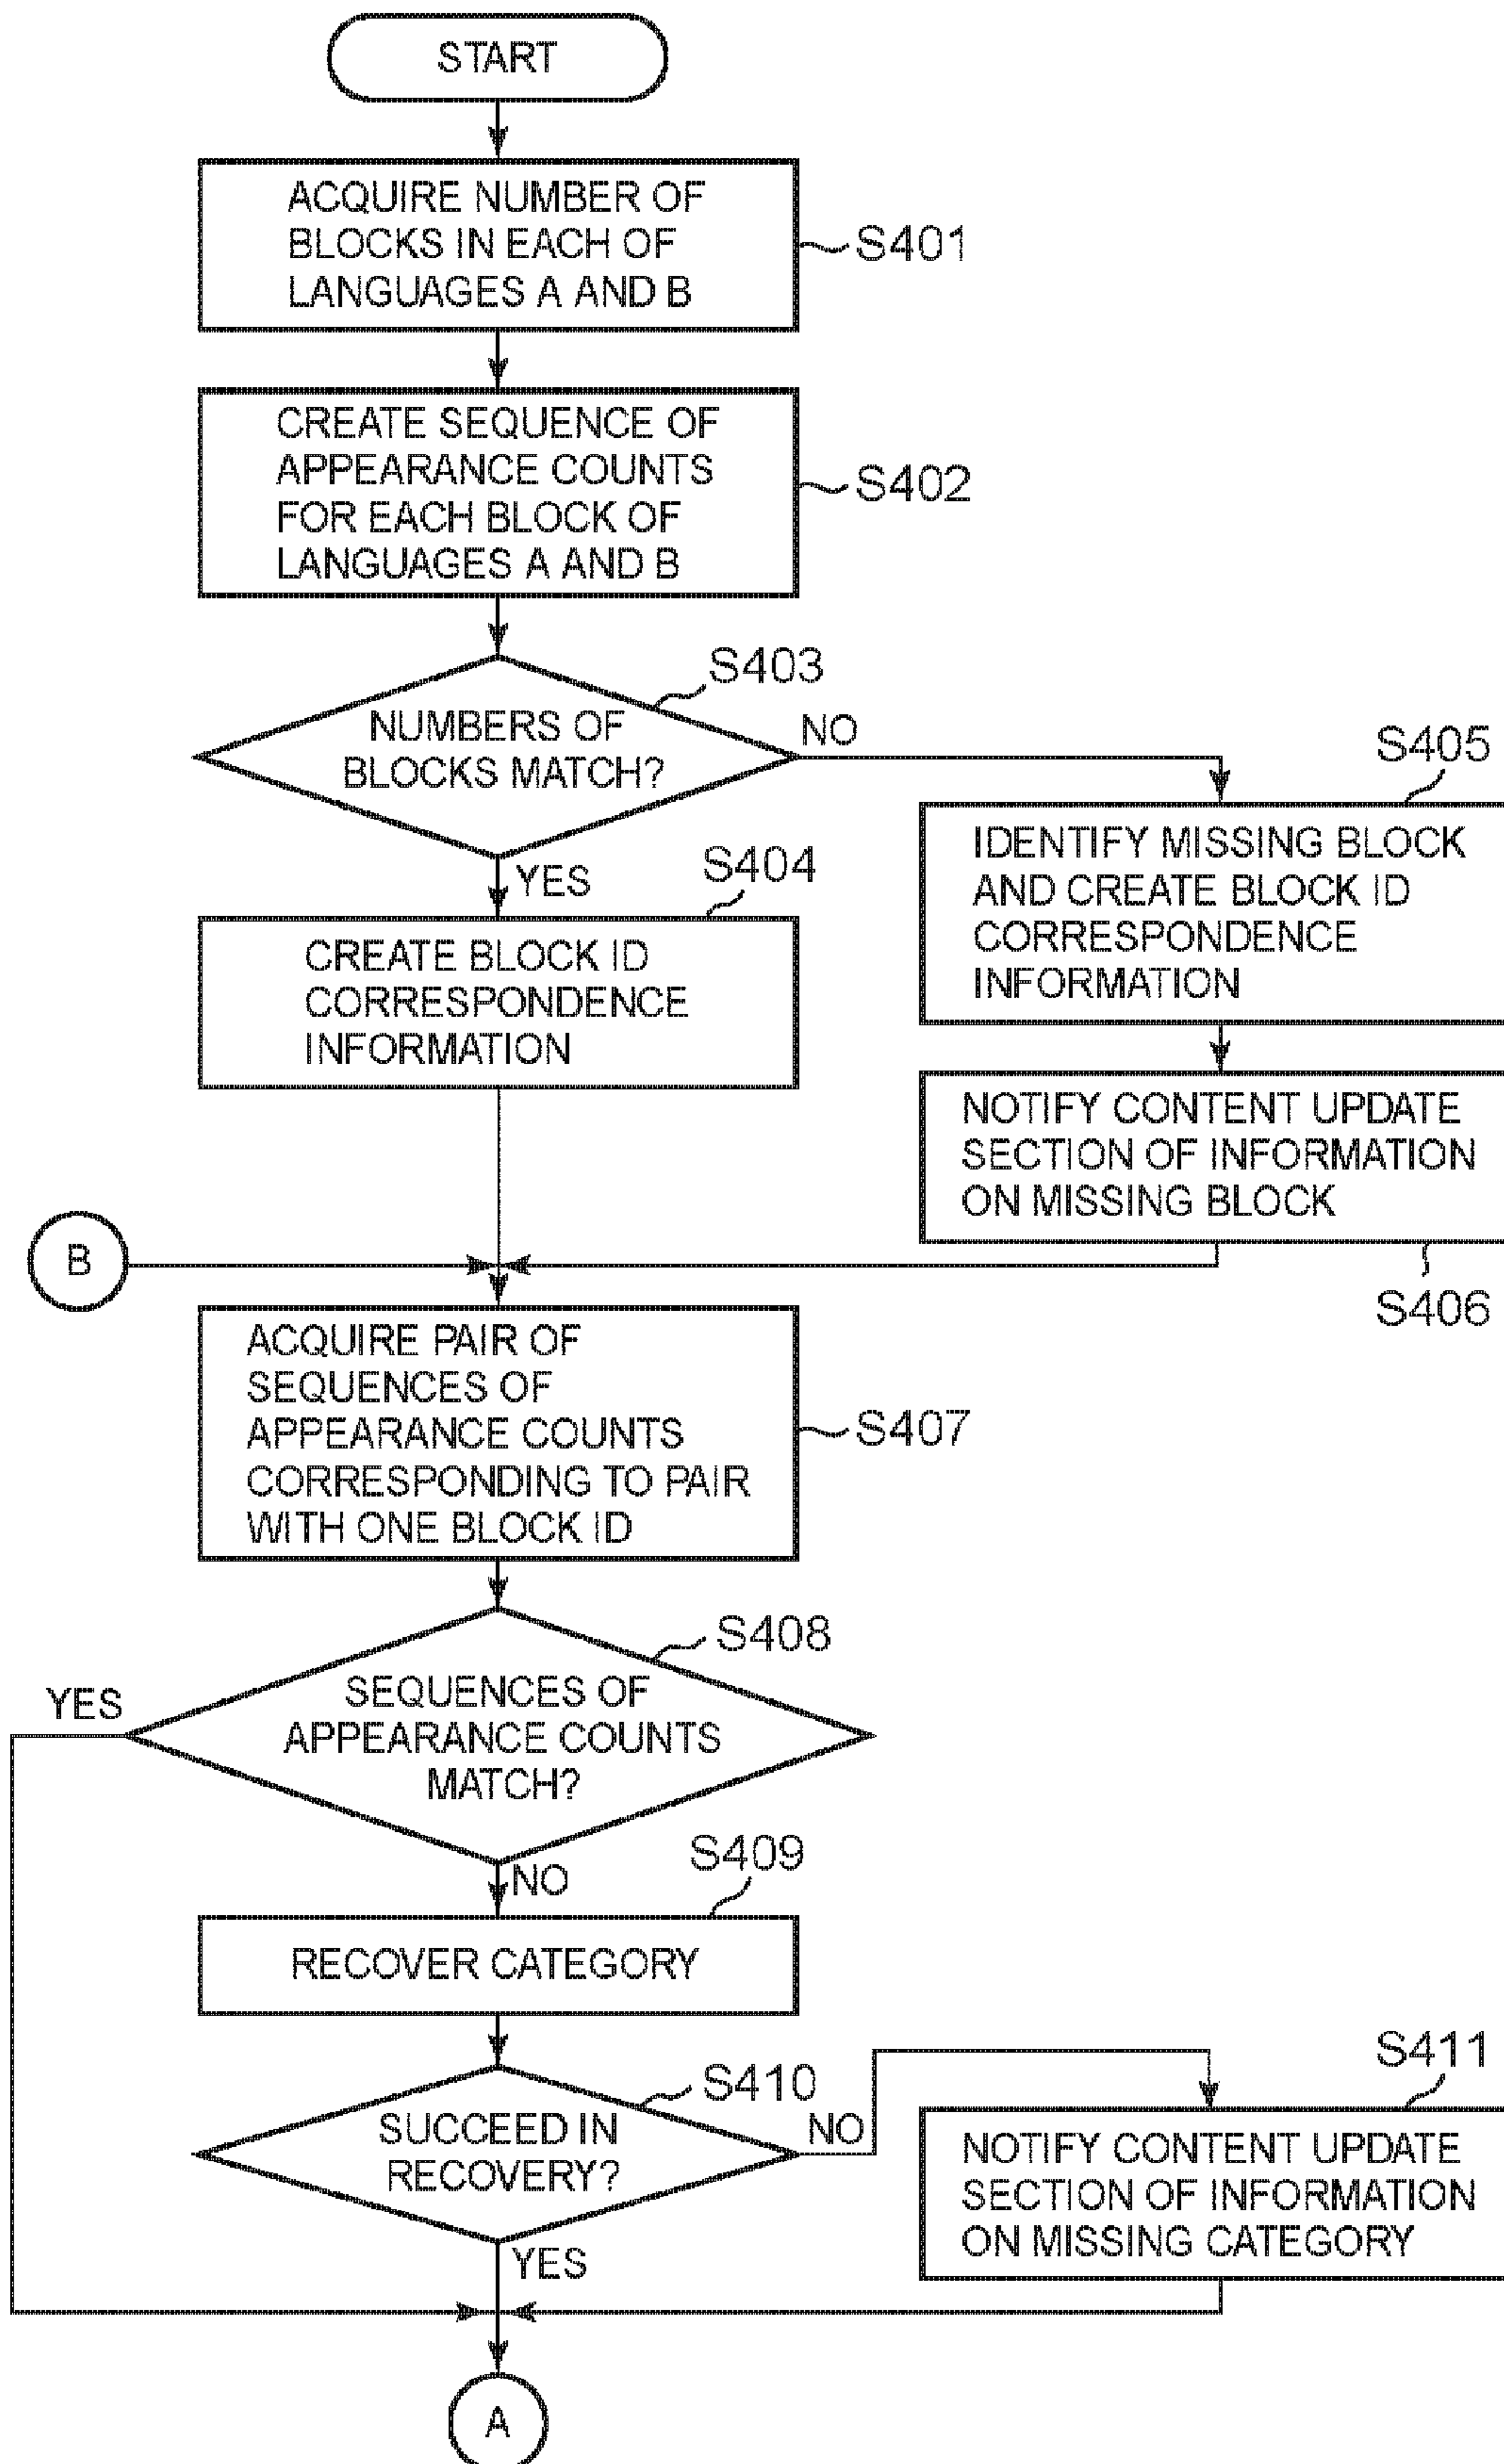 START
ACQUIRE NUMBER OF
BLOCKS IN EACH OF
LANGUAGES A AND B
S401
CREATE SEQUENCE OF
APPEARANCE COUNTS
FOR EACH BLOCK OF
LANGUAGES A AND B
S402
S403
NUMBERS OF
BLOCKS MATCH?
NO
YES
S405
IDENTIFY MISSING BLOCK
AND CREATE BLOCK ID
CORRESPONDENCE
INFORMATION
S404
CREATE BLOCK ID
CORRESPONDENCE
INFORMATION
NOTIFY CONTENT UPDATE
SECTION OF INFORMATION
ON MISSING BLOCK
S406
B
ACQUIRE PAIR OF
SEQUENCES OF
APPEARANCE COUNTS
CORRESPONDING TO PAIR
WITH ONE BLOCK ID
S407
S408
YES
SEQUENCES OF
APPEARANCE COUNTS
MATCH?
NO
S409
RECOVER CATEGORY
S410
SUCCEED IN
RECOVERY?
NO
YES
S411
NOTIFY CONTENT UPDATE
SECTION OF INFORMATION
ON MISSING CATEGORY
A